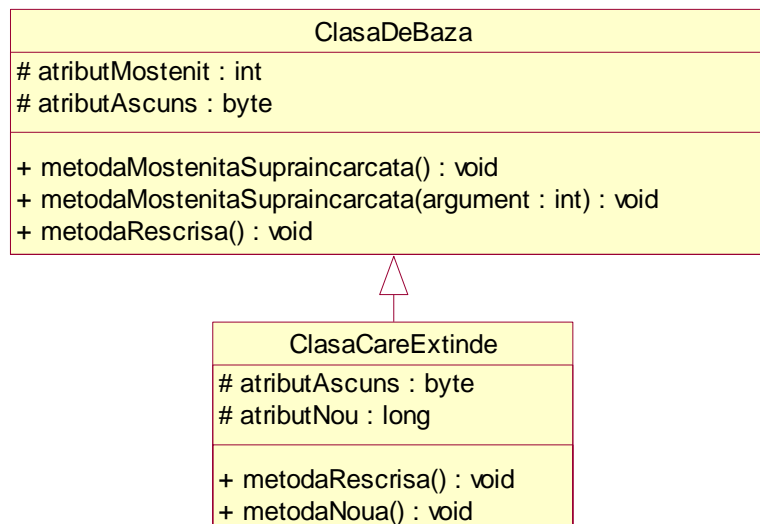 ClasaDeBaza
# atributMostenit : int
# atributAscuns : byte
+ metodaMostenitaSupraincarcata() : void
+ metodaMostenitaSupraincarcata(argument : int) : void
+ metodaRescrisa() : void
ClasaCareExtinde
# atributAscuns : byte
# atributNou : long
+ metodaRescrisa() : void
+ metodaNoua() : void